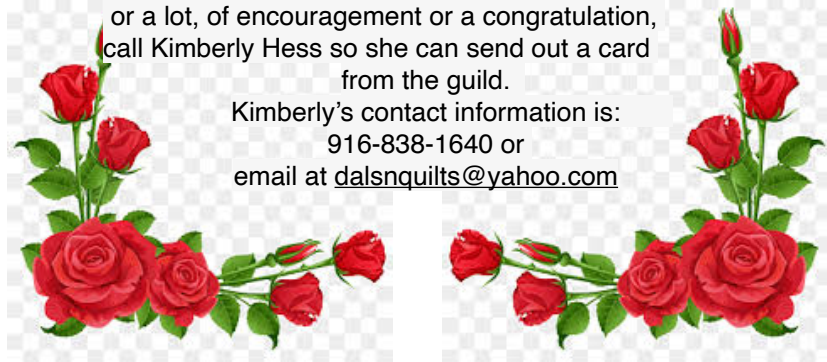 or a lot, of encouragement or a congratulation,
call Kimberly Hess so she can send out a card
from the guild.
Kimberly’s contact information is:
916-838-1640 or
email at dalsnquilts@yahoo.com